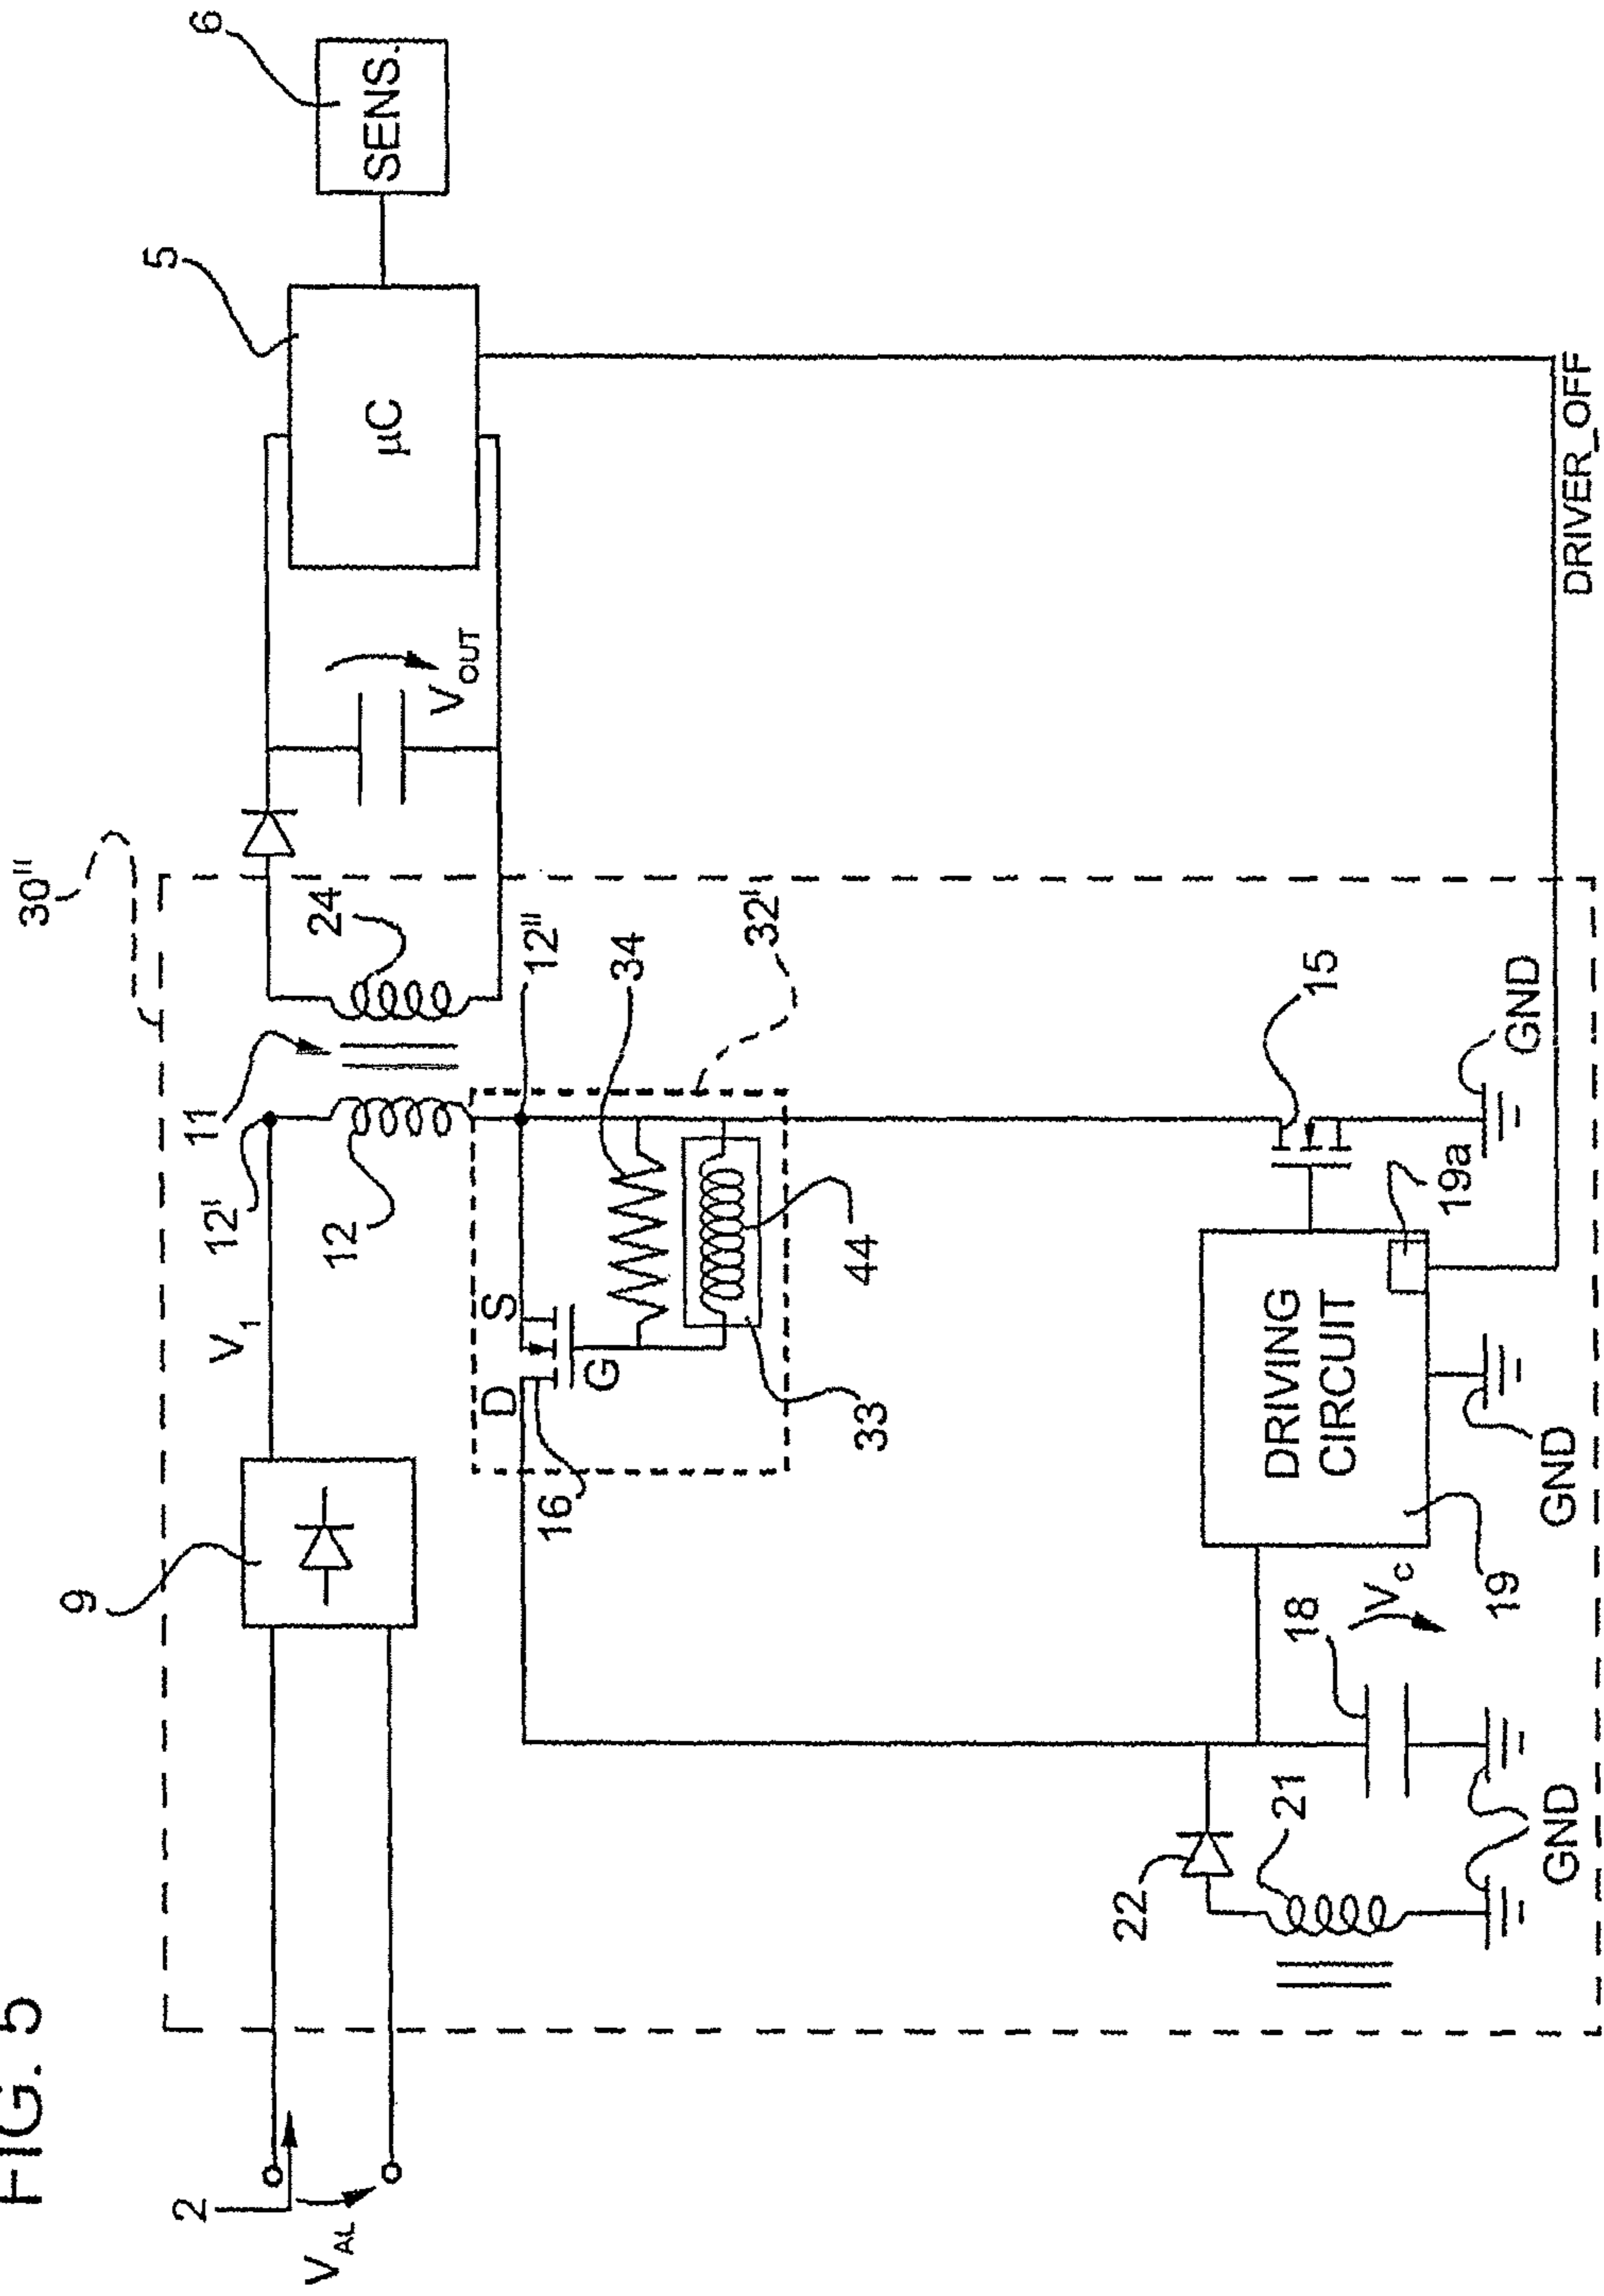 FIG. 5
30"
2
V_AL
9
V_1
12'
12
11
24
V_OUT
5
µC
6
SENS.
12"
32'
34
S
D
G
16
33
44
15
GND
22
21
18
V_C
19
DRIVING
CIRCUIT
19a
GND
GND
DRIVER_OFF